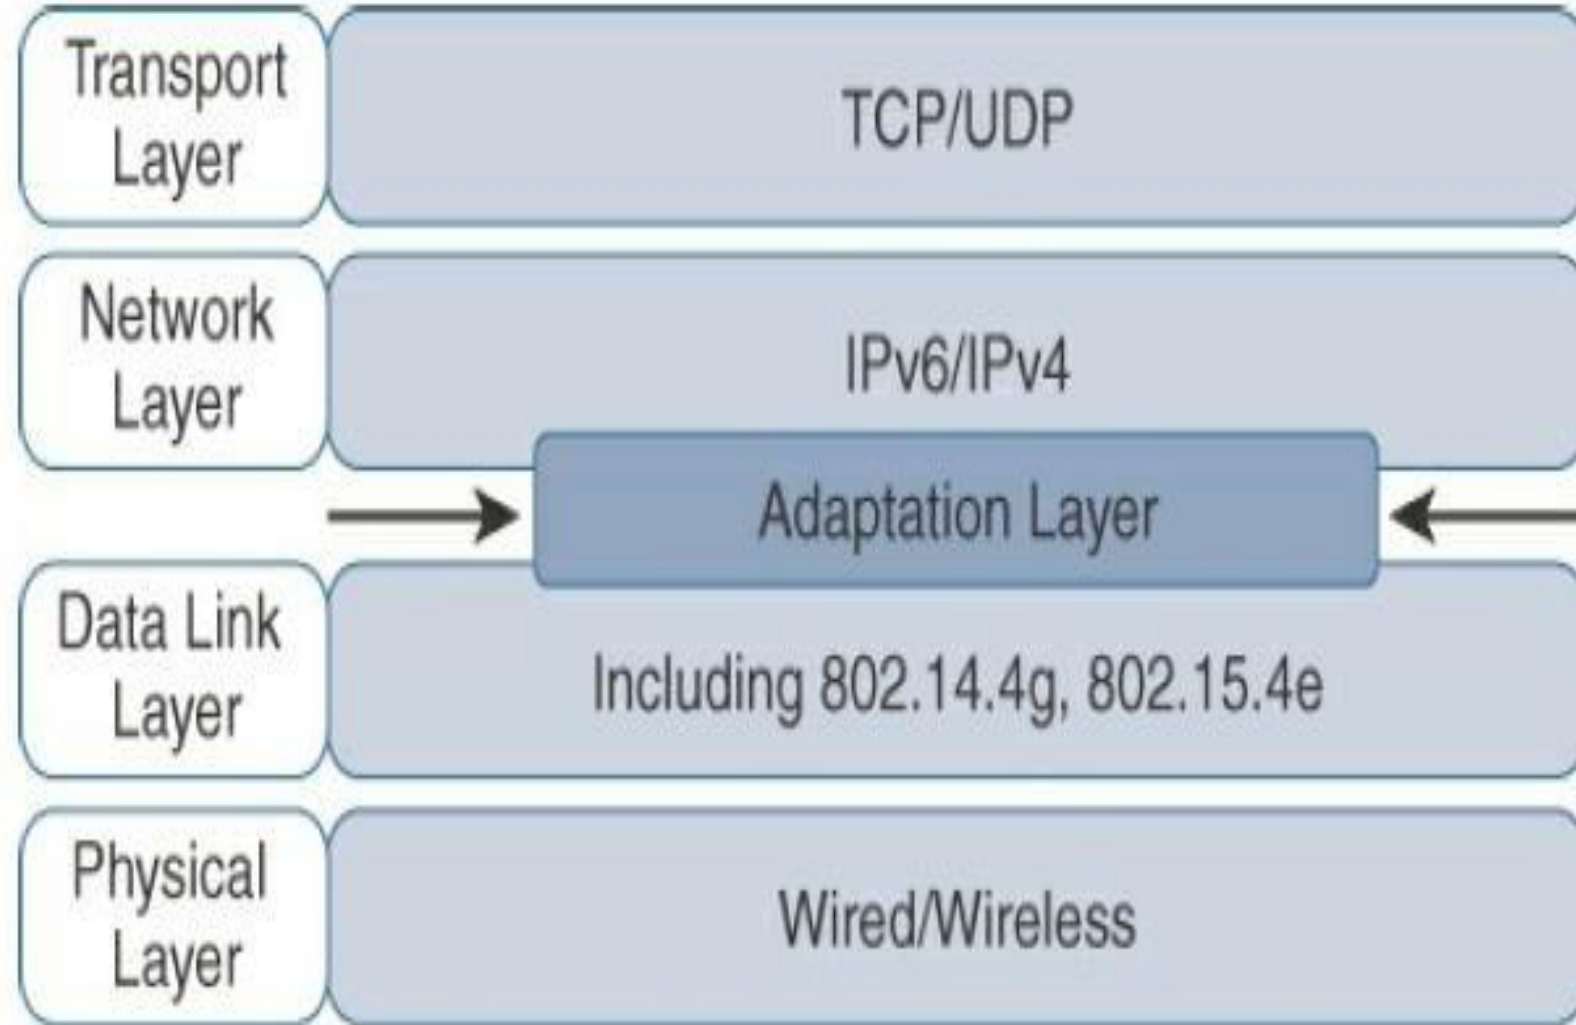 Transport
Layer
TCP/UDP
Network
Layer
IPv6/IPv4
Adaptation Layer
Data Link
Layer
Including 802.14.4g, 802.15.4e
Physical
Layer
Wired/Wireless